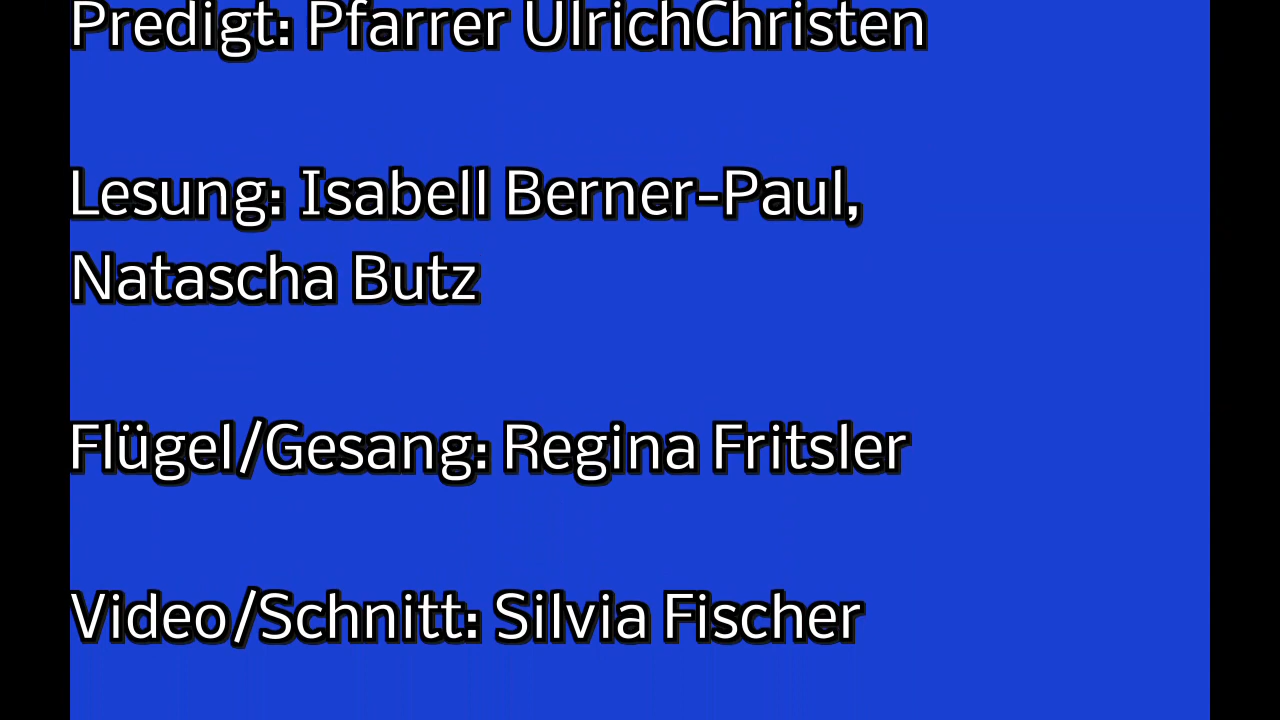 Predigt: Pfarrer UlrichChristen
Lesung: Isabell Berner-Paul,
Natascha Butz
Flügel/Gesang: Regina Fritsler
Video/Schnitt: Silvia Fischer